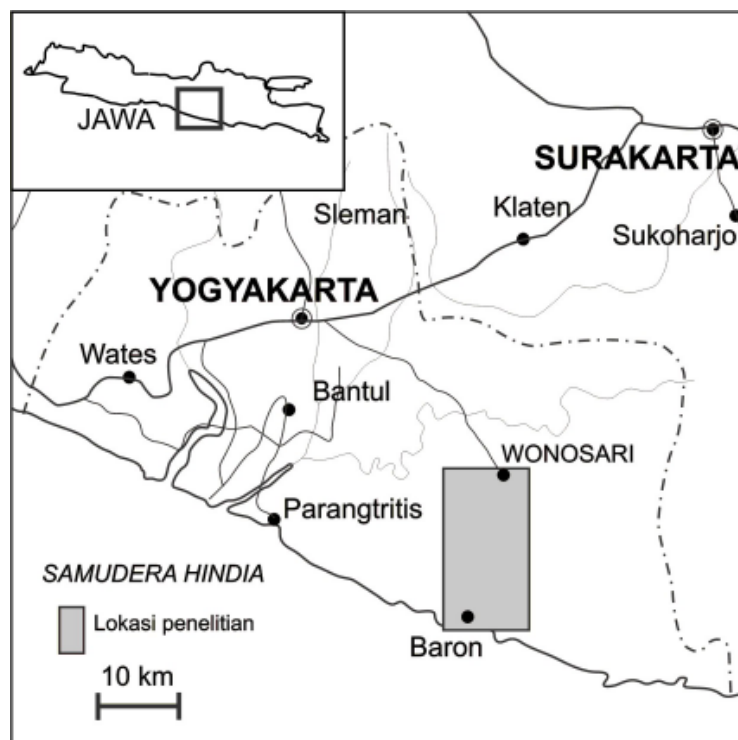 JAWA
SURAKARTA
Sleman
Klaten
Sukoharjo
YOGYAKARTA
Wates
Bantul
WONOSARI
Parangtritis
SAMUDERA HINDIA
Lokasi penelitian
Baron
10 km